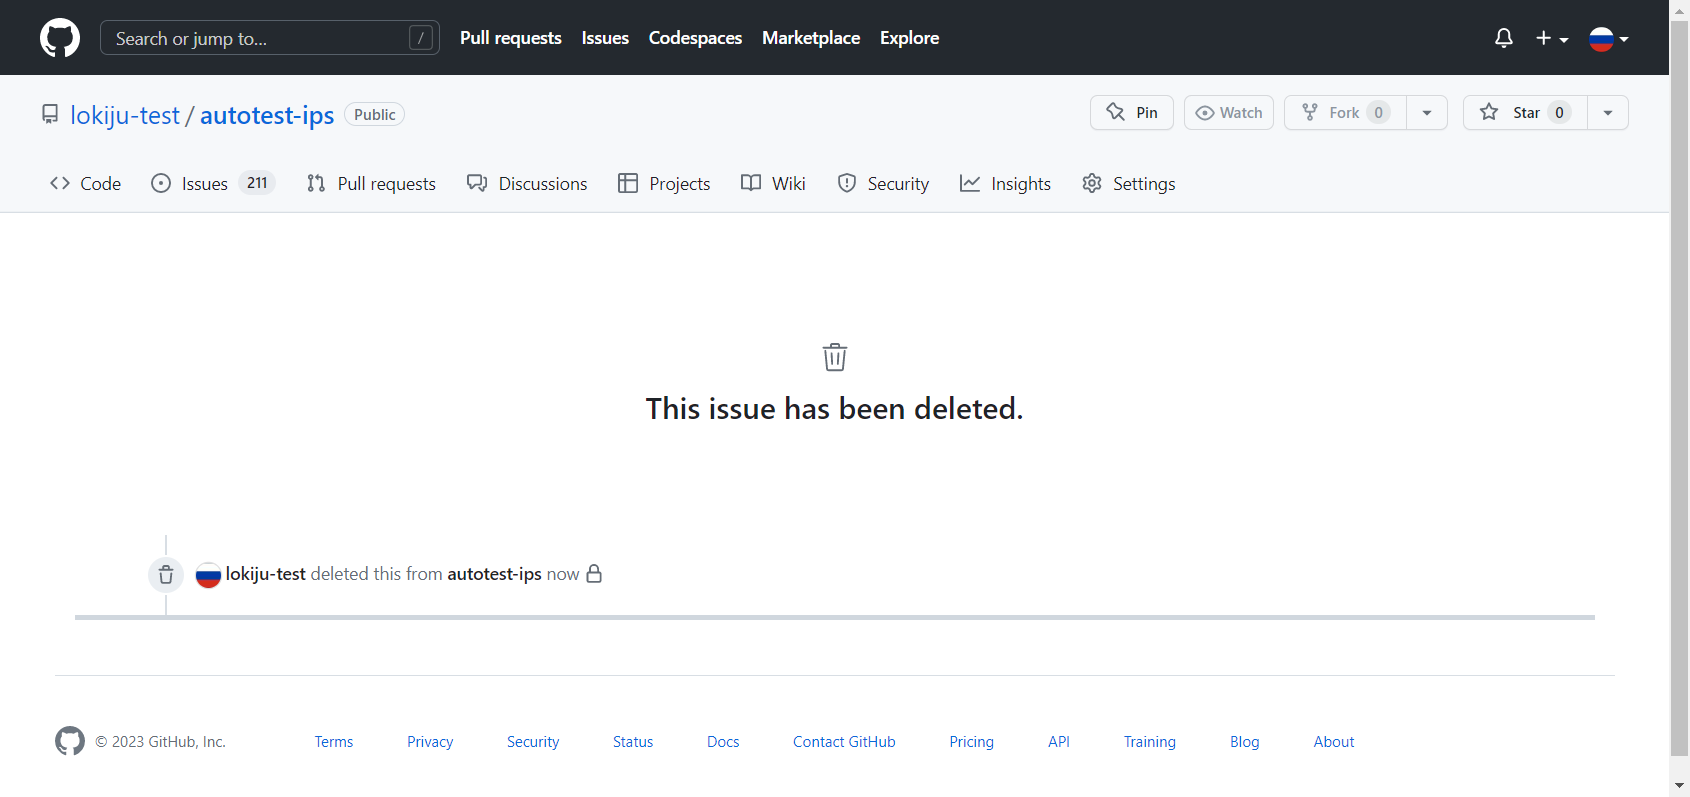 Search or jump to... /
Pull requests Issues Codespaces Marketplace Explore
lokiju-test / autotest-ips Public
Pin Watch Fork 0 Star 0
Code Issues 211 Pull requests Discussions Projects Wiki Security Insights Settings
This issue has been deleted.
lokiju-test deleted this from autotest-ips now
© 2023 GitHub, Inc. Terms Privacy Security Status Docs Contact GitHub Pricing API Training Blog About